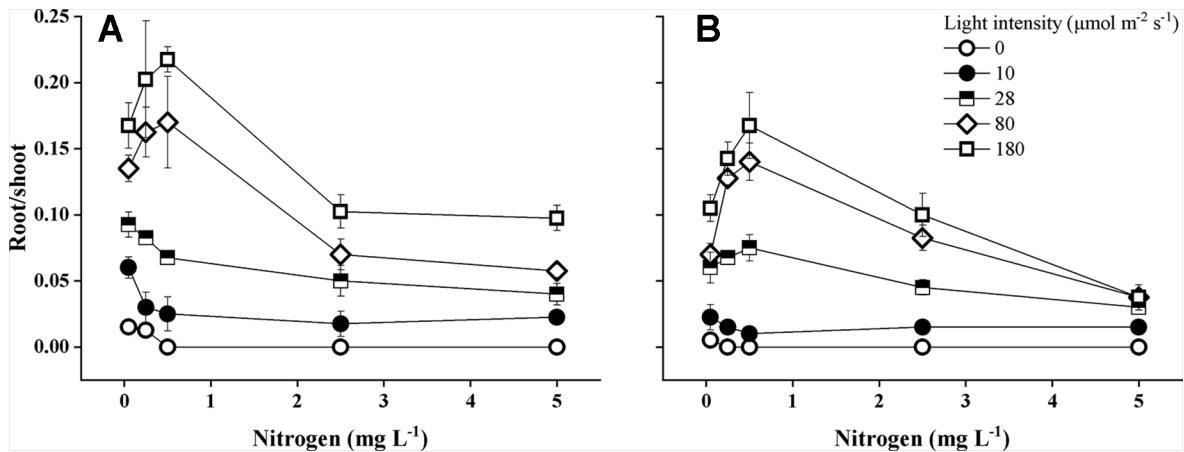 A
B
Root/shoot
0.25
0.20
0.15
0.10
0.05
0.00
0 1 2 3 4 5
Nitrogen (mg L⁻¹)
0 1 2 3 4 5
Nitrogen (mg L⁻¹)
Light intensity (μmol m⁻² s⁻¹)
0
10
28
80
180